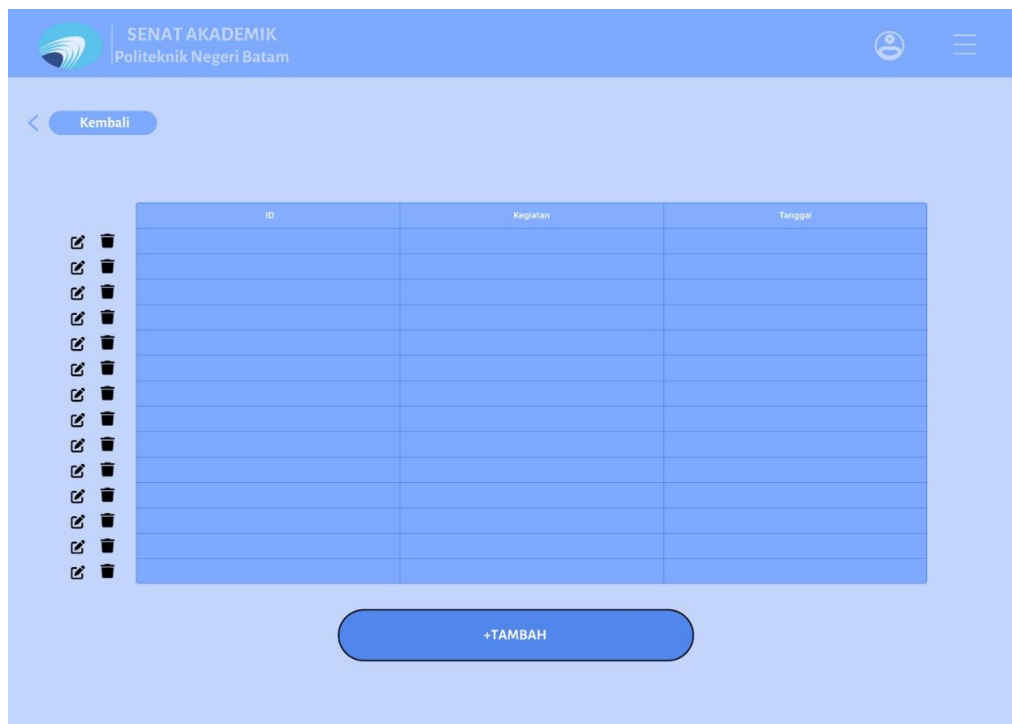 SENAT AKADEMIK
Politeknik Negeri Batam
Kembali
ID Kegiatan Tanggal
+TAMBAH